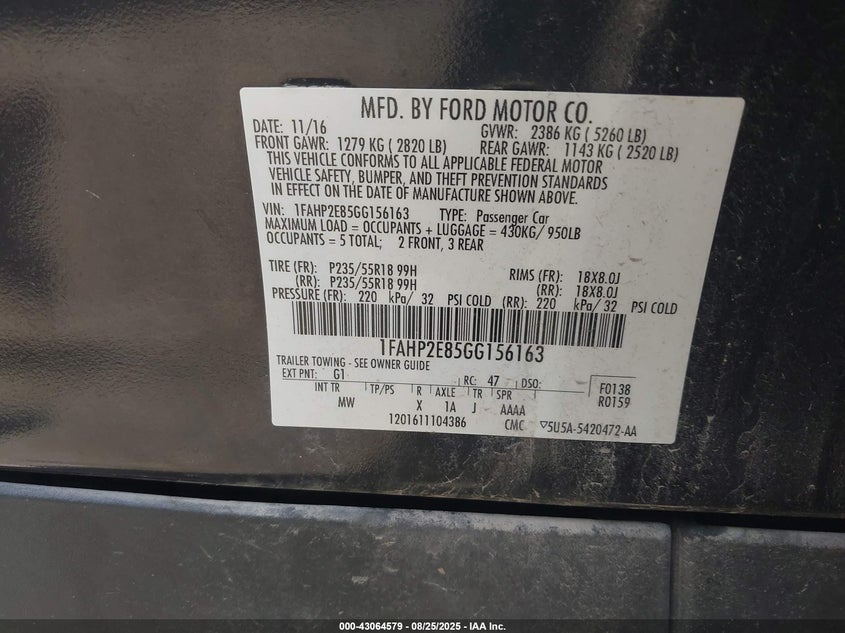 MFD. BY FORD MOTOR CO.
DATE: 11/16 GVWR: 2386 KG ( 5260 LB)
FRONT GAWR: 1279 KG ( 2820 LB) REAR GAWR: 1143 KG ( 2520 LB)
THIS VEHICLE CONFORMS TO ALL APPLICABLE FEDERAL MOTOR
VEHICLE SAFETY, BUMPER, AND THEFT PREVENTION STANDARDS
IN EFFECT ON THE DATE OF MANUFACTURE SHOWN ABOVE.
VIN: 1FAHP2E85GG156163 TYPE: Passenger Car
MAXIMUM LOAD = OCCUPANTS + LUGGAGE = 430KG/ 950LB
OCCUPANTS = 5 TOTAL; 2 FRONT, 3 REAR
TIRE (FR): P235/55R18 99H RIMS (FR): 18X8.0J
(RR): P235/55R18 99H (RR): 18X8.0J
PRESSURE (FR): 220 kPa/ 32 PSI COLD (RR): 220 kPa/ 32 PSI COLD
1FAHP2E85GG156163
TRAILER TOWING - SEE OWNER GUIDE
EXT PNT: G1 RC: 47 DSO: F0138
INT TR TP/PS R AXLE TR SPR R0159
MW X 1A J AAAA
1201611104386 CMC ▽5U5A-5420472-AA
000-43064579 - 08/25/2025 - IAA Inc.